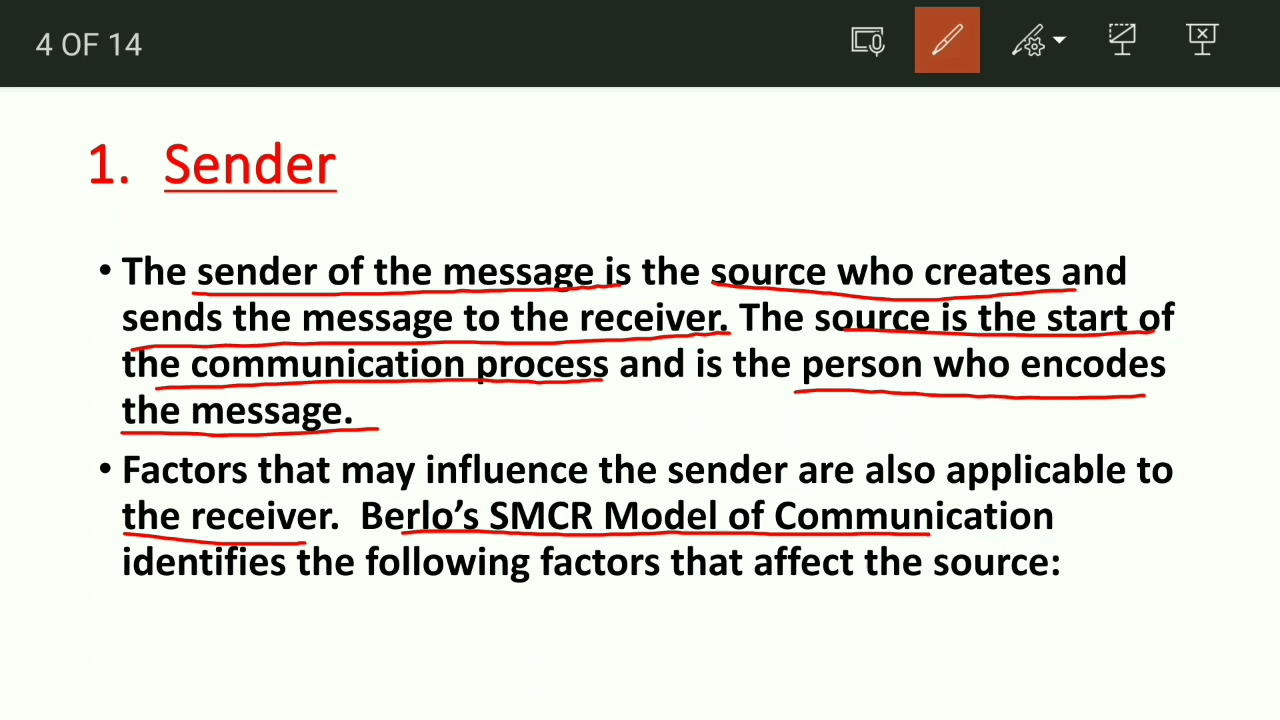 4 OF 14
1. Sender
• The sender of the message is the source who creates and
sends the message to the receiver. The source is the start of
the communication process and is the person who encodes
the message.
• Factors that may influence the sender are also applicable to
the receiver. Berlo’s SMCR Model of Communication
identifies the following factors that affect the source: